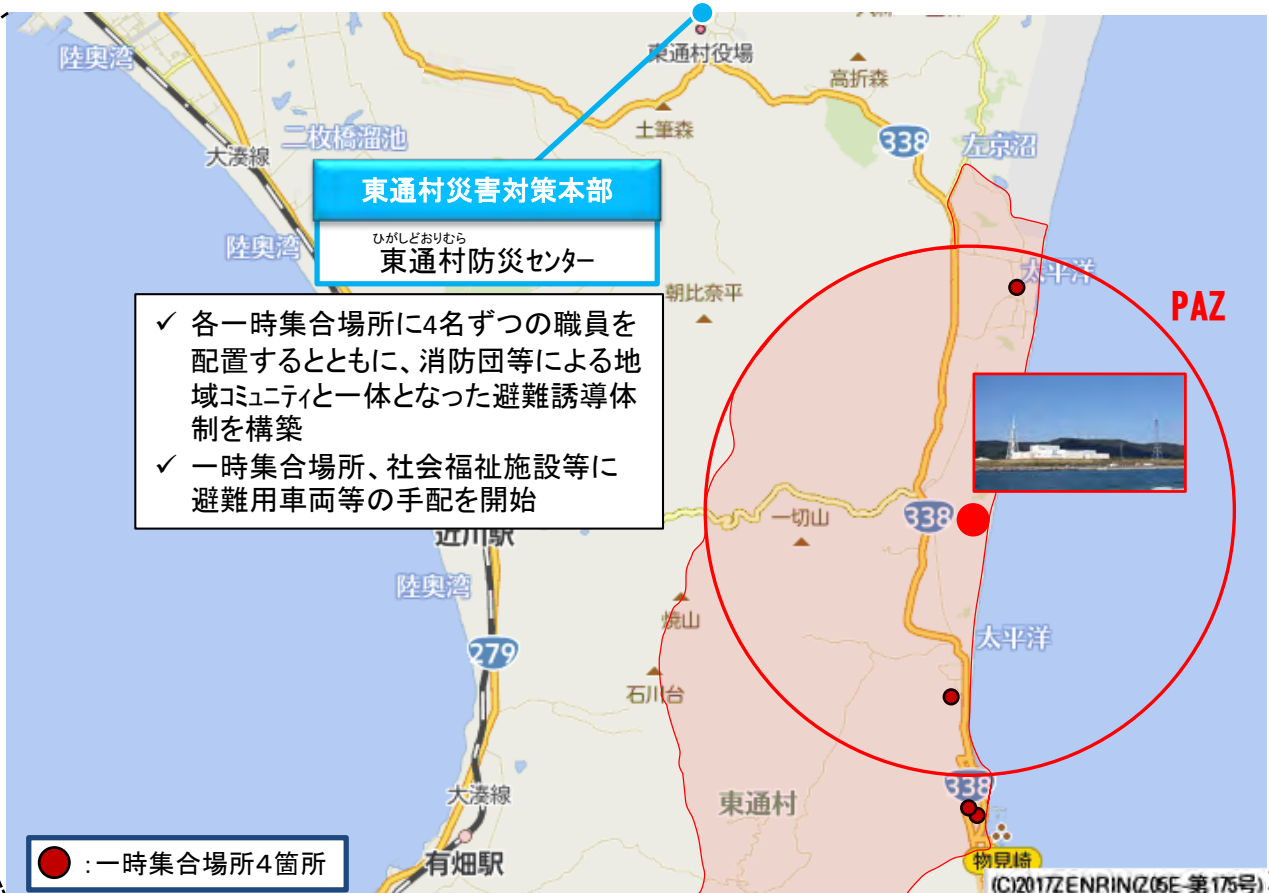 陸奥湾
東通村役場
高折森
土筆森
338
左京沼
二枚橋溜池
大湊線
東通村災害対策本部
ひがしどおりむら
東通村防災センター
陸奥湾
太平洋
朝比奈平
PAZ
✓ 各一時集合場所に4名ずつの職員を
配置するとともに、消防団等による地
域コミュニティと一体となった避難誘導体
制を構築
✓ 一時集合場所、社会福祉施設等に
避難用車両等の手配を開始
一切山
338
近川駅
陸奥湾
焼山
太平洋
279
石川台
338
大湊線
東通村
有畑駅
物見崎
:一時集合場所4箇所
(C)2017ZENRIN(Z05E 第175号)